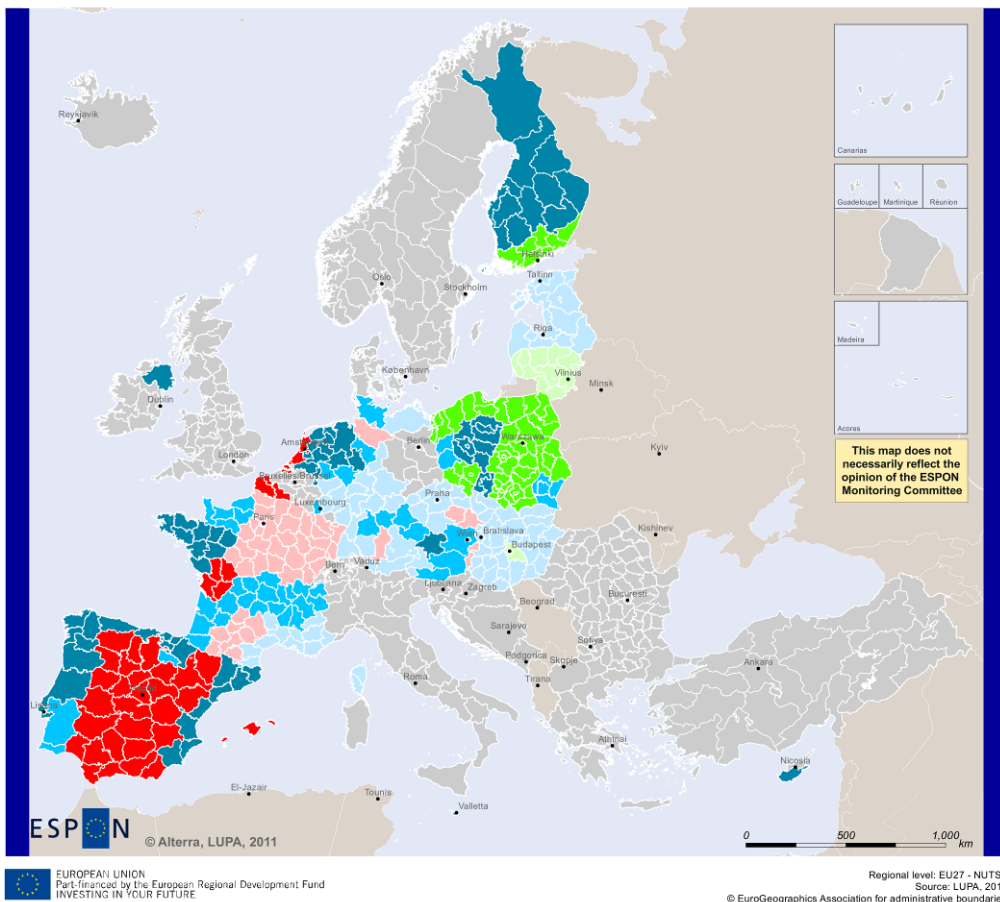 Canarias
Reykjavik
Guadeloupe Martinique Réunion
Helsinki
Oslo
Tallinn
Stockholm
Madeira
Riga
København
Vilnius
Minsk
Dublin
Acores
Berlin
Warszawa
This map does not
necessarily reflect the
opinion of the ESPON
Monitoring Committee
London
Kyiv
Bruxelles/Brussel
Praha
Luxembourg
Paris
Kishinev
Bratislava
Budapest
Bern
Vaduz
Ljubljana
Zagreb
Beograd
Bucuresti
Sarajevo
Sofiya
Podgorica
Skopje
Ankara
Roma
Tirana
Athinai
Nicosia
El-Jazair
Tounis
Valletta
ESPON
© Alterra, LUPA, 2011
0 500 1,000
km
EUROPEAN UNION
Part-financed by the European Regional Development Fund
INVESTING IN YOUR FUTURE
Regional level: EU27 - NUTS
Source: LUPA, 201
© EuroGeographics Association for administrative boundarie